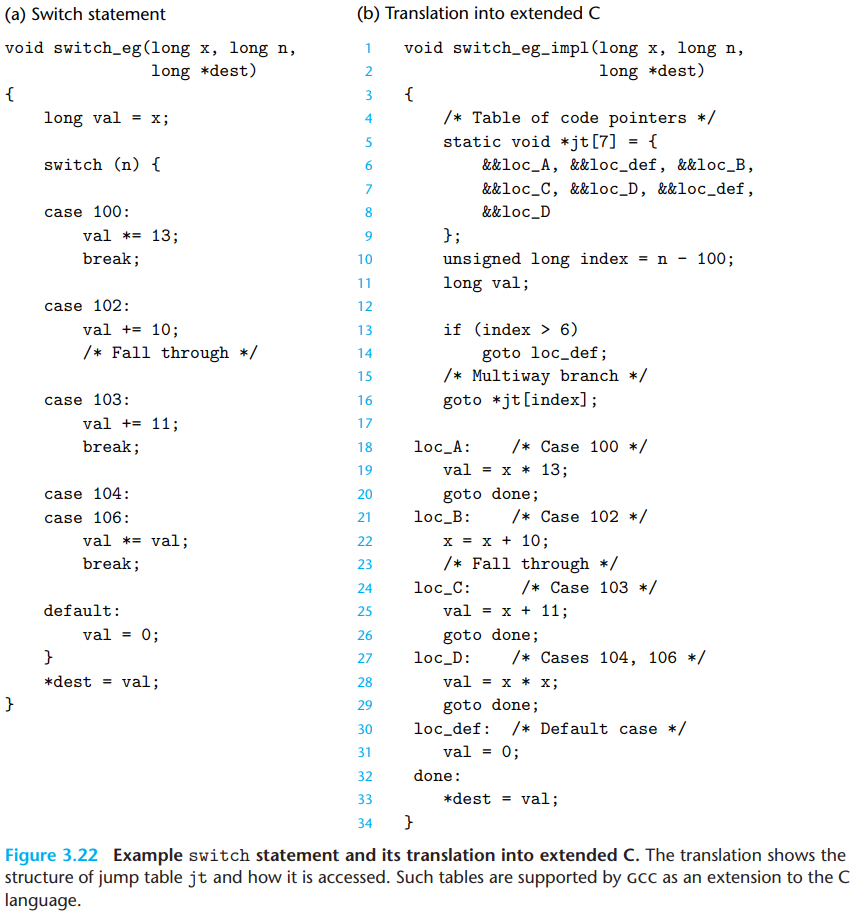 (a) Switch statement
void switch_eg(long x, long n,
               long *dest)
{
    long val = x;

    switch (n) {

    case 100:
        val *= 13;
        break;

    case 102:
        val += 10;
        /* Fall through */

    case 103:
        val += 11;
        break;

    case 104:
    case 106:
        val *= val;
        break;

    default:
        val = 0;
    }
    *dest = val;
}
(b) Translation into extended C
1 void switch_eg_impl(long x, long n,
2                     long *dest)
3 {
4     /* Table of code pointers */
5     static void *jt[7] = {
6         &&loc_A, &&loc_def, &&loc_B,
7         &&loc_C, &&loc_D, &&loc_def,
8         &&loc_D
9     };
10     unsigned long index = n - 100;
11     long val;
12
13     if (index > 6)
14         goto loc_def;
15     /* Multiway branch */
16     goto *jt[index];
17
18  loc_A:    /* Case 100 */
19     val = x * 13;
20     goto done;
21  loc_B:    /* Case 102 */
22     x = x + 10;
23     /* Fall through */
24  loc_C:     /* Case 103 */
25     val = x + 11;
26     goto done;
27  loc_D:    /* Cases 104, 106 */
28     val = x * x;
29     goto done;
30  loc_def:  /* Default case */
31     val = 0;
32  done:
33     *dest = val;
34 }
Figure 3.22 Example switch statement and its translation into extended C. The translation shows the
structure of jump table jt and how it is accessed. Such tables are supported by GCC as an extension to the C
language.